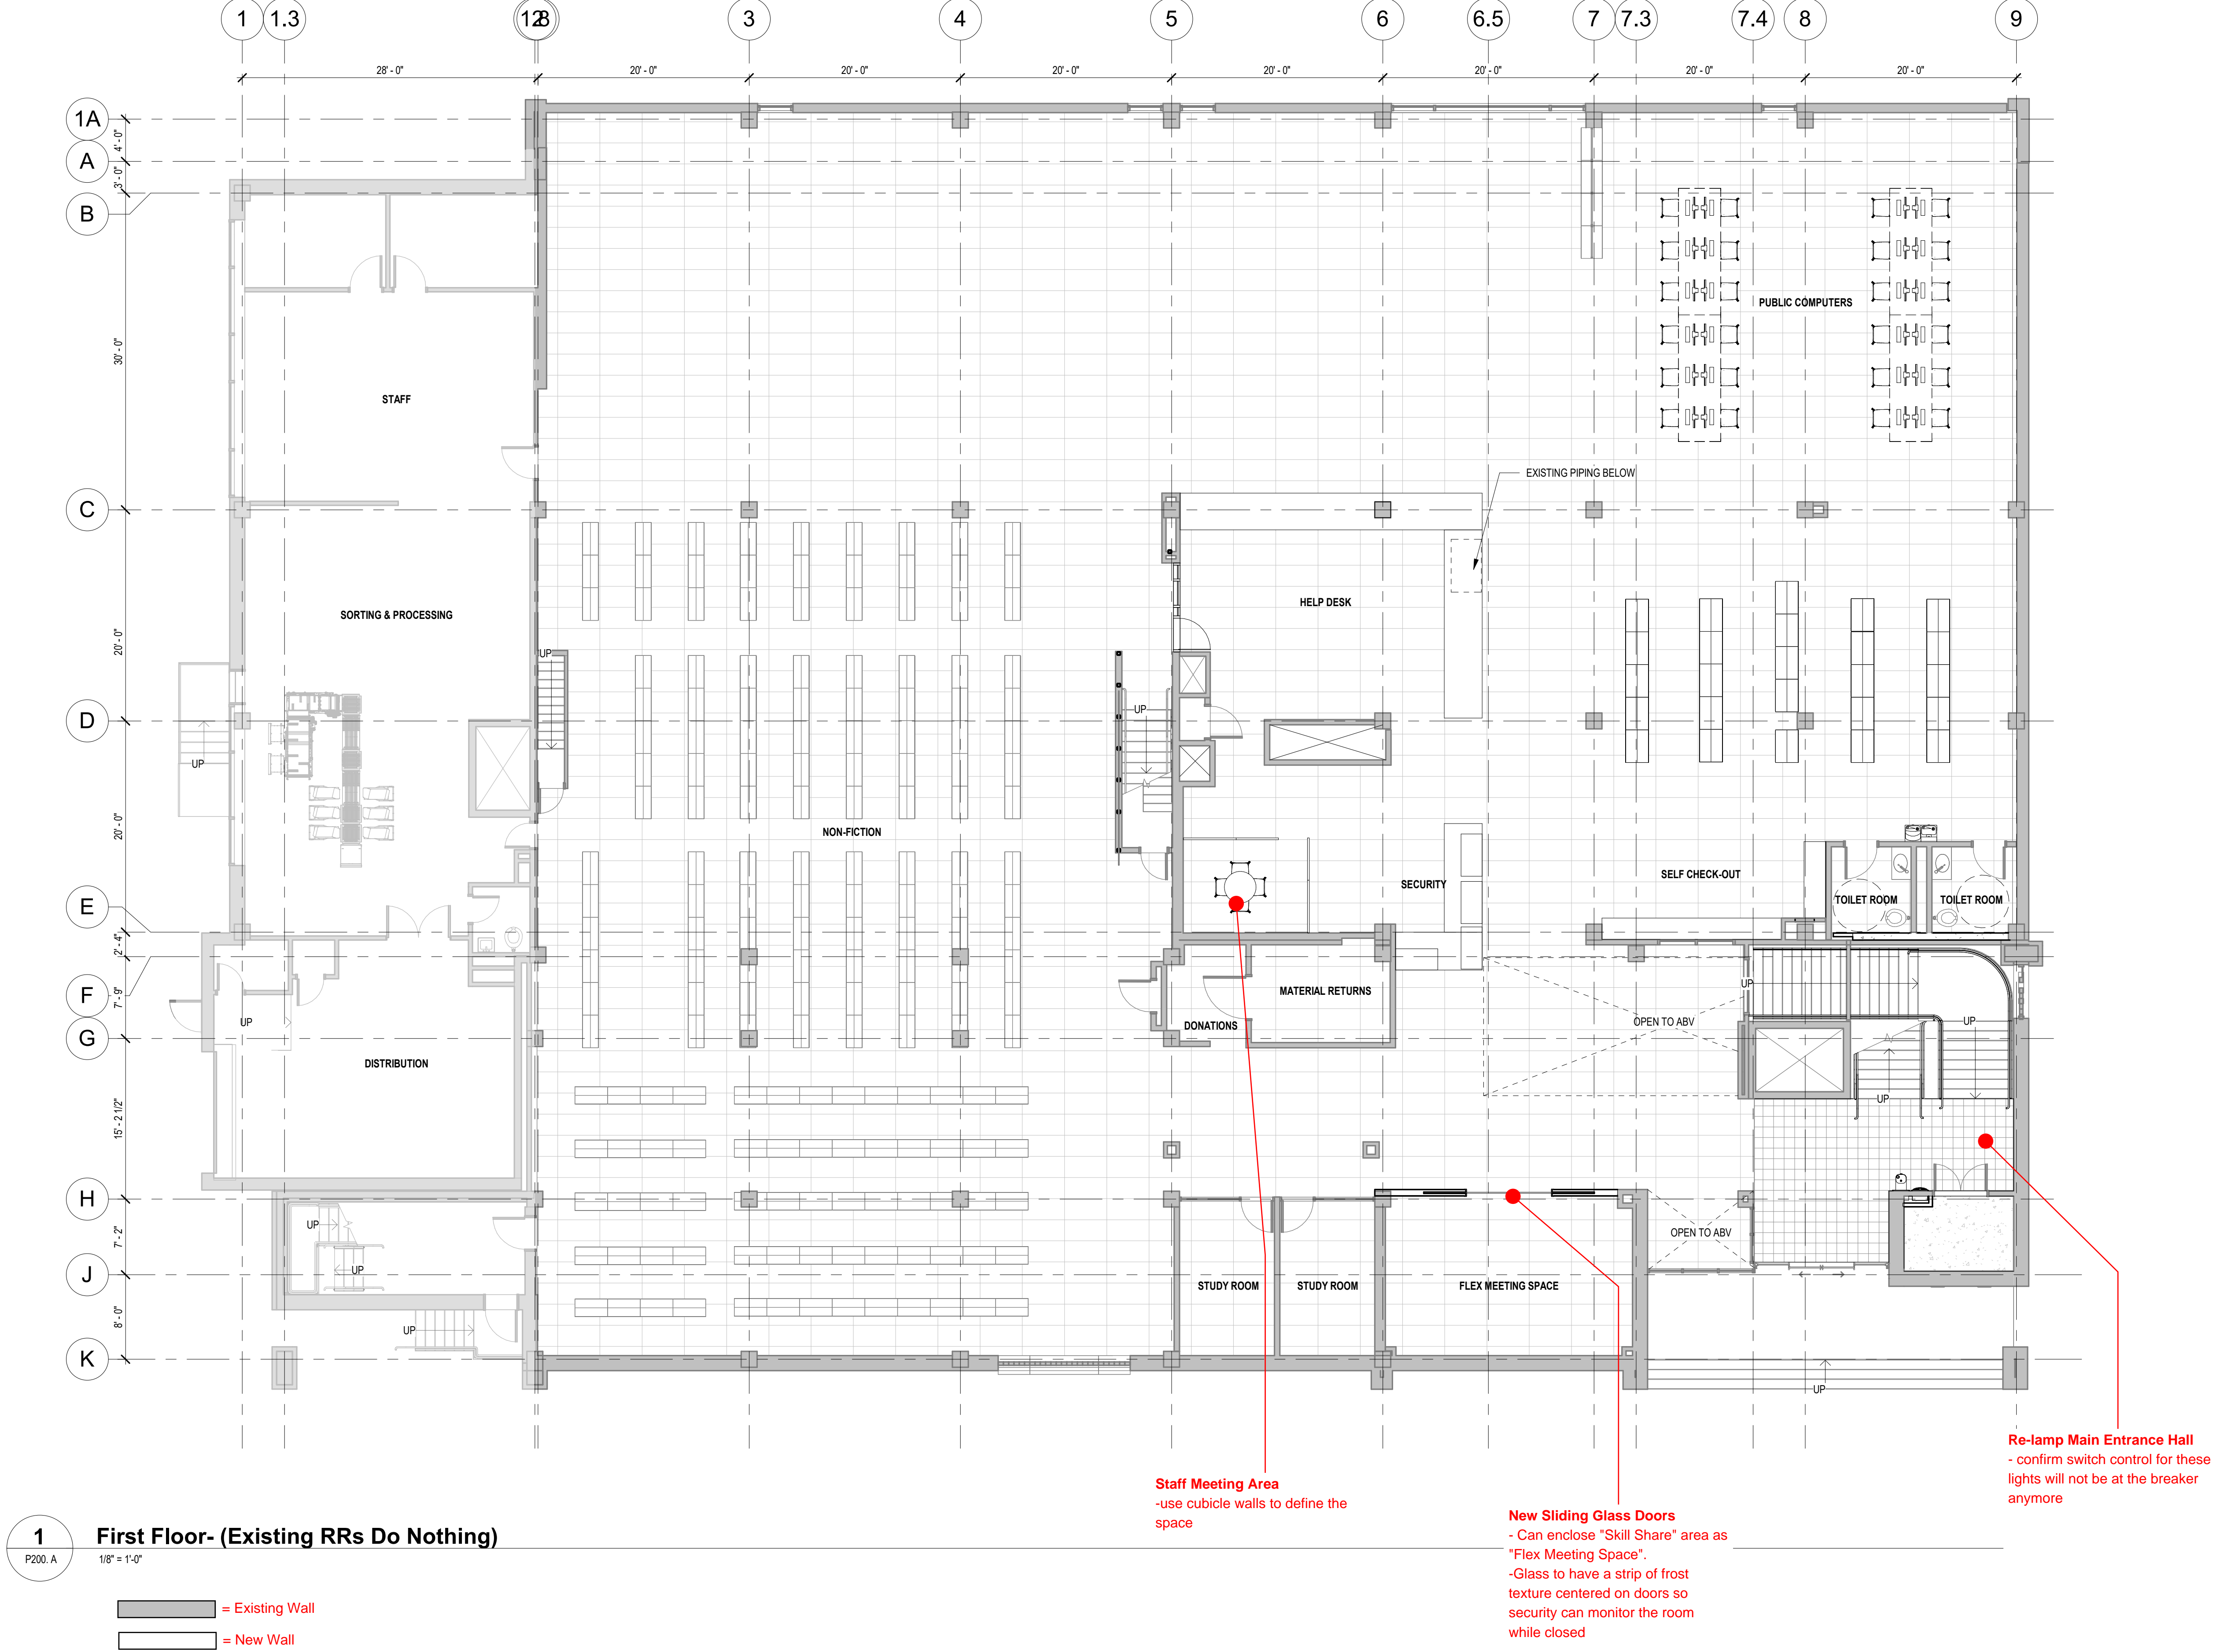 1
1.3
1.8
2
3
4
5
6
6.5
7
7.3
7.4
8
9
28' - 0"
20' - 0"
20' - 0"
20' - 0"
20' - 0"
20' - 0"
20' - 0"
20' - 0"
1A
4' - 0"
A
3' - 0"
B
30' - 0"
C
20' - 0"
D
20' - 0"
E
2' - 4"
F
7' - 9"
G
15' - 2 1/2"
H
7' - 2"
J
8' - 0"
K
PUBLIC COMPUTERS
STAFF
EXISTING PIPING BELOW
HELP DESK
SORTING & PROCESSING
UP
UP
UP
NON-FICTION
SELF CHECK-OUT
SECURITY
TOILET ROOM
TOILET ROOM
UP
MATERIAL RETURNS
UP
OPEN TO ABV
UP
DONATIONS
DISTRIBUTION
UP
UP
OPEN TO ABV
UP
STUDY ROOM
STUDY ROOM
FLEX MEETING SPACE
UP
UP
Re-lamp Main Entrance Hall
- confirm switch control for these
lights will not be at the breaker
anymore
Staff Meeting Area
-use cubicle walls to define the
space
New Sliding Glass Doors
- Can enclose "Skill Share" area as
"Flex Meeting Space".
-Glass to have a strip of frost
texture centered on doors so
security can monitor the room
while closed
1
P200. A
First Floor- (Existing RRs Do Nothing)
1/8" = 1'-0"
= Existing Wall
= New Wall